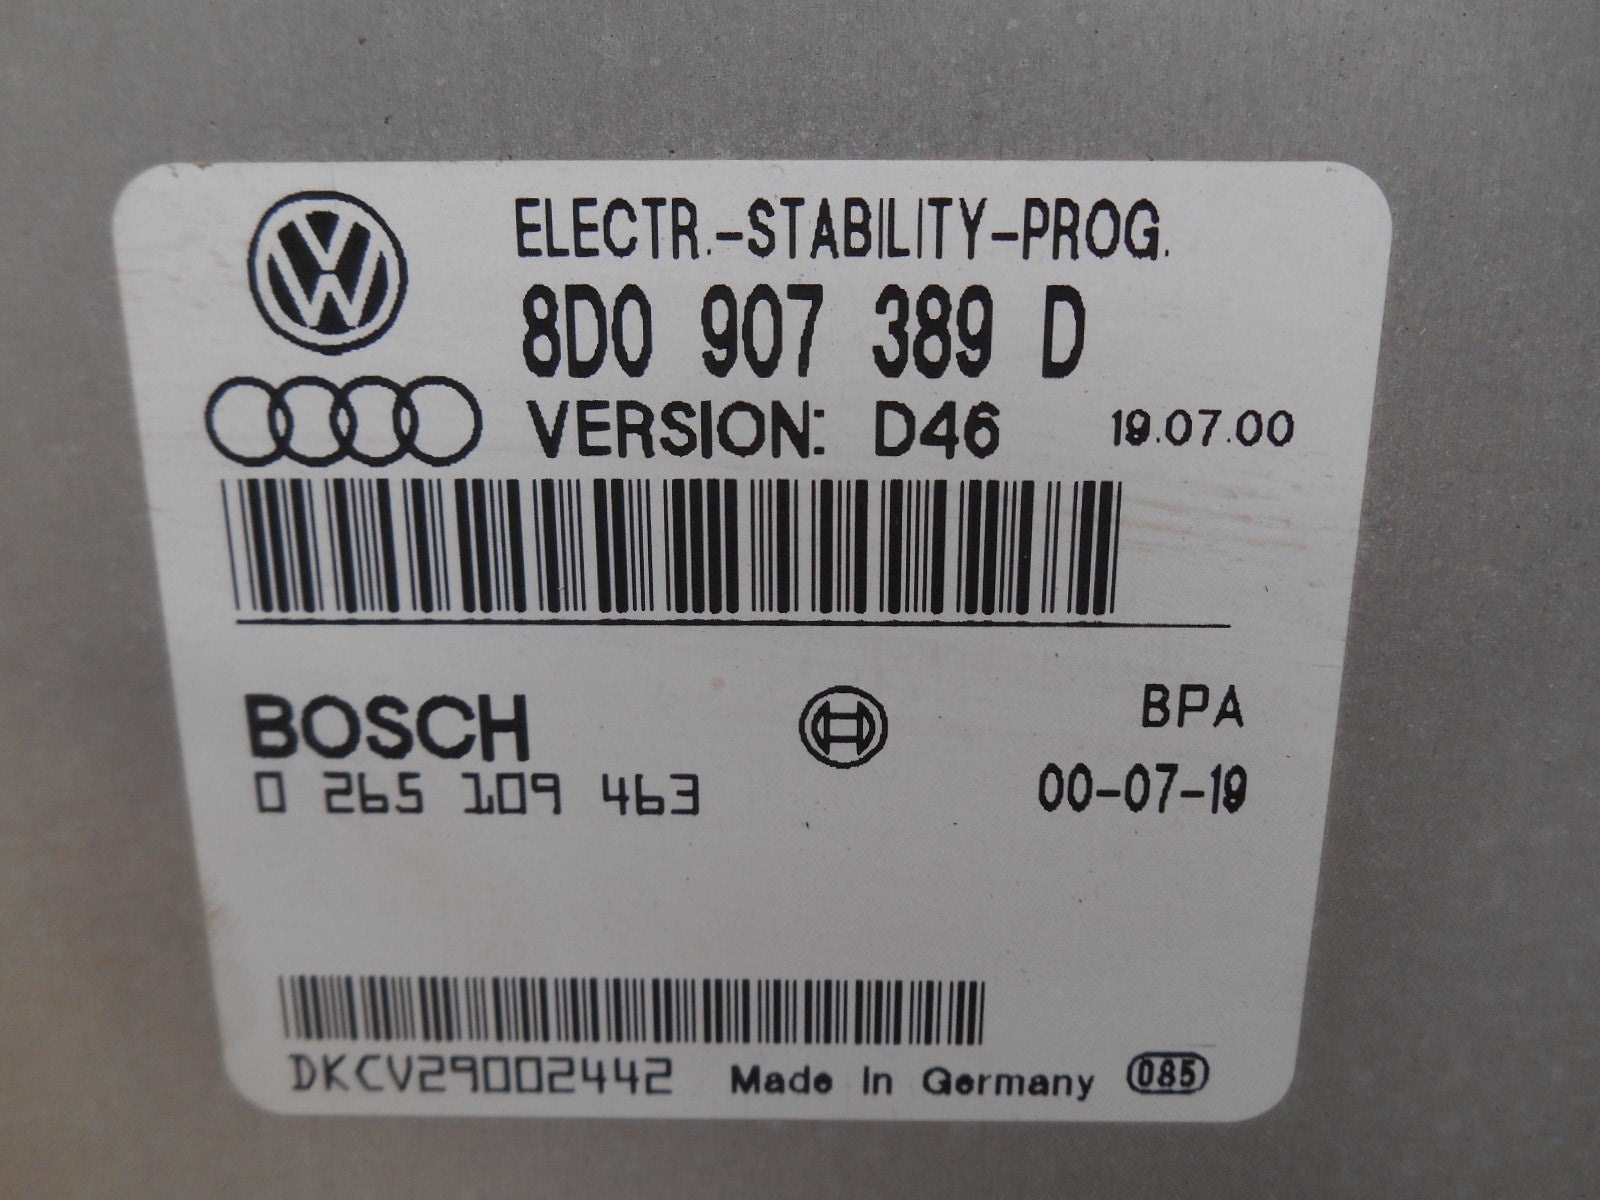 ELECTR.-STABILITY-PROG.
8D0 907 389 D
VERSION: D46 19.07.00
BOSCH BPA
0 265 109 463 00-07-19
DKCV29002442 Made In Germany 085